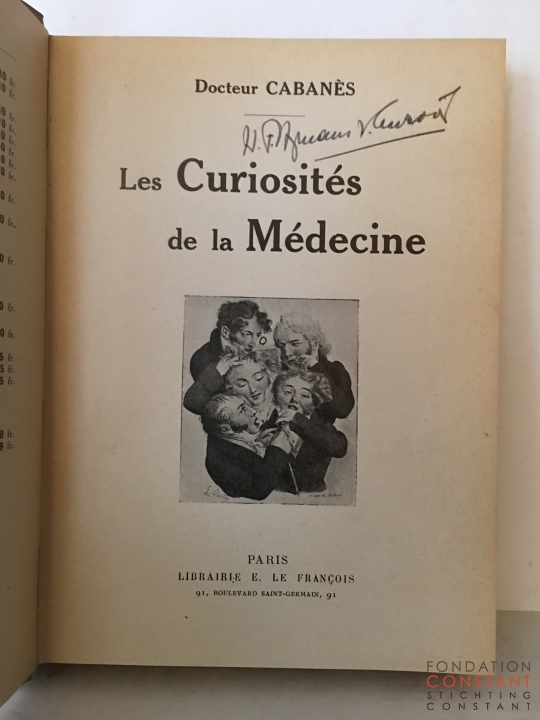 Docteur CABANÈS
Les Curiosités
de la Médecine
PARIS
LIBRAIRIE E. LE FRANÇOIS
91, BOULEVARD SAINT-GERMAIN, 91
FONDATION
CONSTANT
STICHTING
CONSTANT